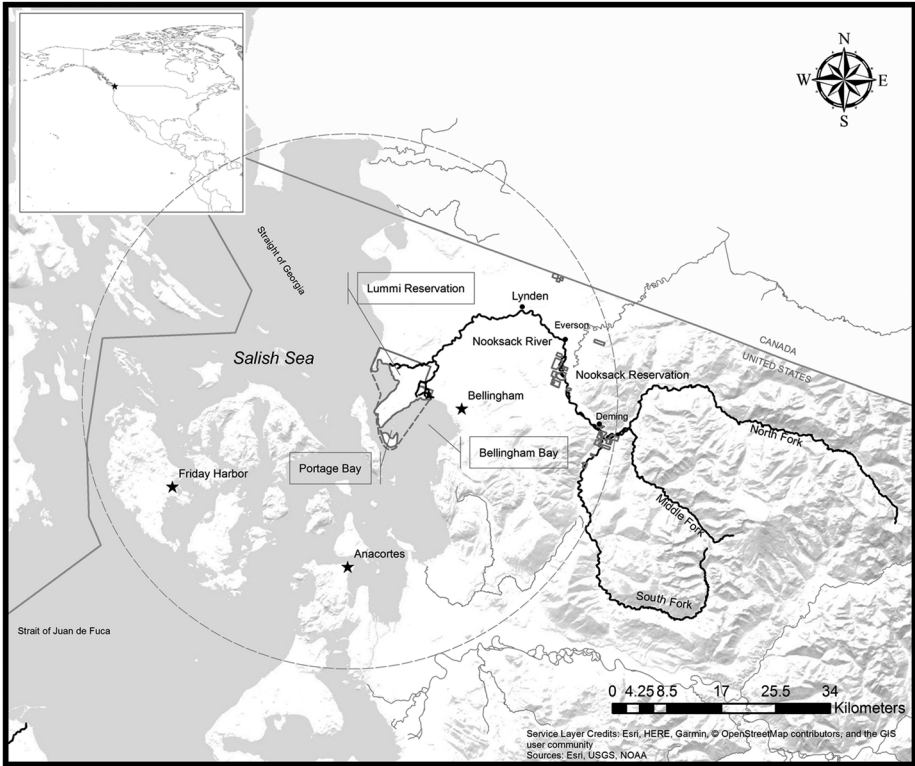 N
W E
S
Straight of Georgia
Lummi Reservation
Lynden
Everson
Nooksack River
CANADA
UNITED STATES
Salish Sea
Nooksack Reservation
Bellingham
Deming
North Fork
Bellingham Bay
Portage Bay
Friday Harbor
Middle Fork
Anacortes
South Fork
Strait of Juan de Fuca
0 4.25 8.5 17 25.5 34
Kilometers
Service Layer Credits: Esri, HERE, Garmin, © OpenStreetMap contributors, and the GIS
user community
Sources: Esri, USGS, NOAA